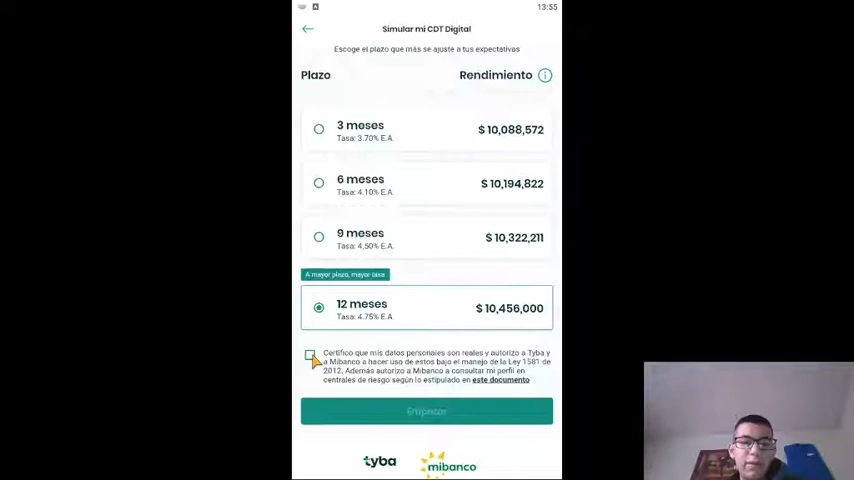 13:55
Simular mi CDT Digital
Escoge el plazo que más se ajuste a tus expectativas
Plazo Rendimiento
3 meses $ 10,088,572
Tasa: 3.70% E.A.
6 meses $ 10,194,822
Tasa: 4.10% E.A.
9 meses $ 10,322,211
Tasa: 4.50% E.A.
A mayor plazo, mayor tasa
12 meses $ 10,456,000
Tasa: 4.75% E.A.
Certifico que mis datos personales son reales y autorizo a Tyba y
a Mibanco a hacer uso de estos bajo el manejo de la Ley 1581 de
2012. Además autorizo a Mibanco a consultar mi perfil en
centrales de riesgo según lo estipulado en este documento
Empezar
tyba mibanco